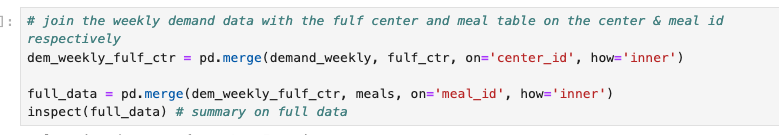 ]: # join the weekly demand data with the fulf center and meal table on the center & meal id
respectively
dem_weekly_fulf_ctr = pd.merge(demand_weekly, fulf_ctr, on='center_id', how='inner')
full_data = pd.merge(dem_weekly_fulf_ctr, meals, on='meal_id', how='inner')
inspect(full_data) # summary on full data